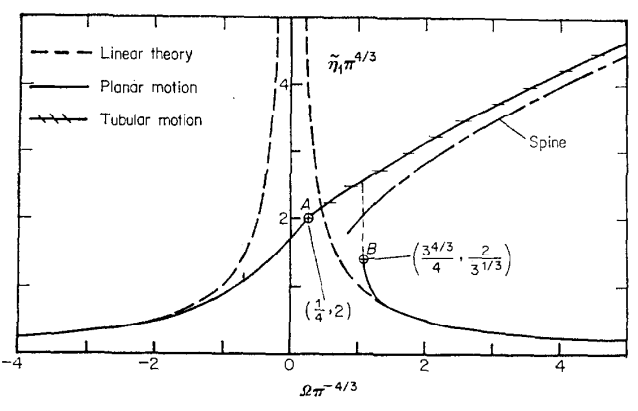 Linear theory
Planar motion
Tubular motion
η̃₁π^{4/3}
4
Spine
A
2
B
(3^{4/3}/4, 2/3^{1/3})
(1/4, 2)
-4
-2
0
2
4
Ωπ^{-4/3}